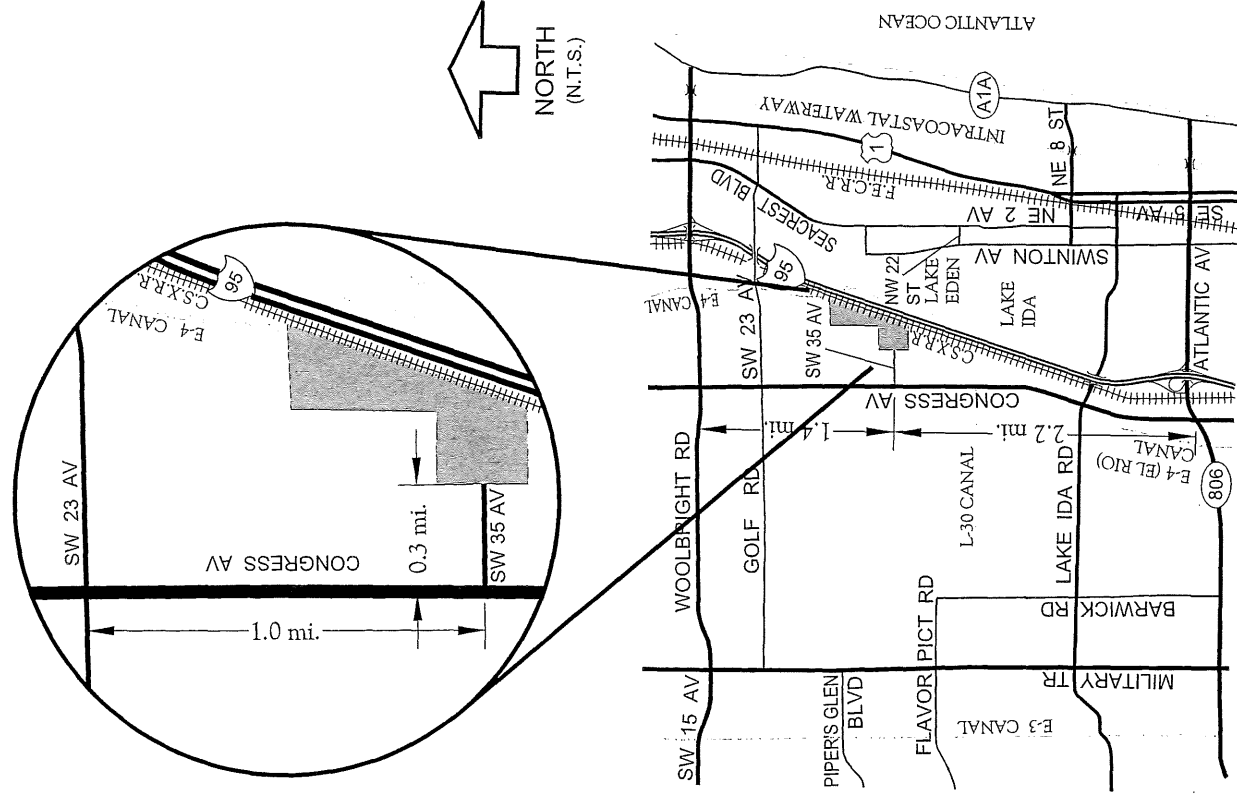 NORTH
(N.T.S.)
SW 23 AV
E-4 CANAL
C.S.X.R.R.
95
CONGRESS AV
0.3 mi.
SW 35 AV
1.0 mi.
ATLANTIC OCEAN
A1A
INTRACOASTAL WATERWAY
1
F.E.C.R.R.
NE 8 ST
SEACREST BLVD
NE 2 AV
SE 5 AV
SWINTON AV
95
NW 22
ST
LAKE
EDEN
LAKE
IDA
E-4 CANAL
SW 23 AV
SW 35 AV
C.S.X.R.R.
ATLANTIC AV
CONGRESS AV
1.4 mi.
2.2 mi.
E-4 (EL RIO)
CANAL
806
WOOLBRIGHT RD
GOLF RD
L-30 CANAL
LAKE IDA RD
FLAVOR PICT RD
BARWICK RD
MILITARY TR
SW 15 AV
PIPER'S GLEN
BLVD
E-3 CANAL